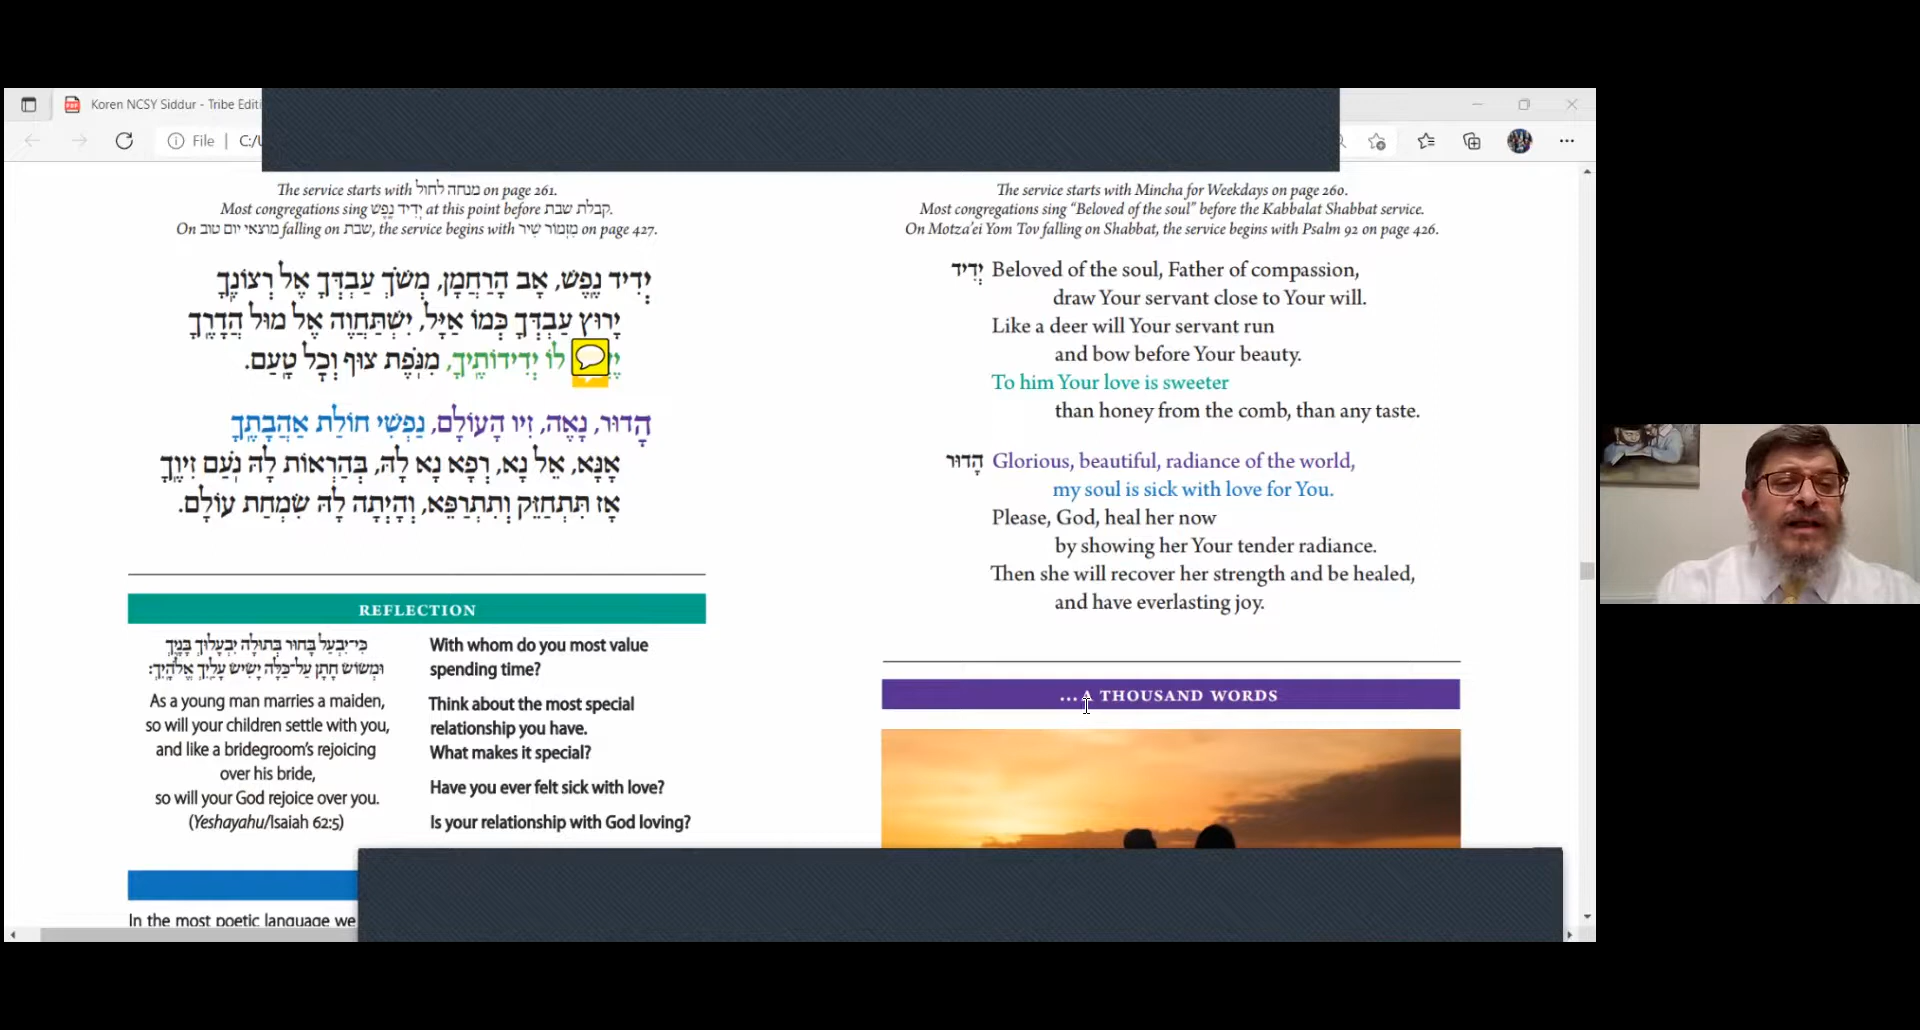 Koren NCSY Siddur - Tribe Editi
File
C:/U
The service starts with מנחה לחול on page 261.
Most congregations sing יְדִיד נֶפֶשׁ at this point before קבלת שבת.
On מוצאי יום טוב falling on שבת, the service begins with מִזְמוֹר שִׁיר on page 427.
יְדִיד נֶפֶשׁ, אָב הָרַחֲמָן, מְשֹׁךְ עַבְדְּךָ אֶל רְצוֹנֶךָ
יָרוּץ עַבְדְּךָ כְּמוֹ אַיָּל, יִשְׁתַּחֲוֶה אֶל מוּל הֲדָרֶךָ
לוֹ יְדִידוֹתֶיךָ, מִנֹּפֶת צוּף וְכָל טָעַם.
הָדוּר, נָאֶה, זִיו הָעוֹלָם, נַפְשִׁי חוֹלַת אַהֲבָתֶךָ
אָנָּא, אֵל נָא, רְפָא נָא לָהּ, בְּהַרְאוֹת לָהּ נֹעַם זִיוֶךָ
אָז תִּתְחַזֵּק וְתִתְרַפֵּא, וְהָיְתָה לָהּ שִׂמְחַת עוֹלָם.
REFLECTION
כִּי־יִבְעַל בָּחוּר בְּתוּלָה יִבְעָלוּךְ בָּנָיִךְ
וּמְשׂוֹשׂ חָתָן עַל־כַּלָּה יָשִׂישׂ עָלַיִךְ אֱלֹהָיִךְ:
As a young man marries a maiden,
so will your children settle with you,
and like a bridegroom's rejoicing
over his bride,
so will your God rejoice over you.
(Yeshayahu/Isaiah 62:5)
With whom do you most value
spending time?
Think about the most special
relationship you have.
What makes it special?
Have you ever felt sick with love?
Is your relationship with God loving?
In the most poetic language we
The service starts with Mincha for Weekdays on page 260.
Most congregations sing “Beloved of the soul” before the Kabbalat Shabbat service.
On Motza'ei Yom Tov falling on Shabbat, the service begins with Psalm 92 on page 426.
יְדִיד Beloved of the soul, Father of compassion,
draw Your servant close to Your will.
Like a deer will Your servant run
and bow before Your beauty.
To him Your love is sweeter
than honey from the comb, than any taste.
הָדוּר Glorious, beautiful, radiance of the world,
my soul is sick with love for You.
Please, God, heal her now
by showing her Your tender radiance.
Then she will recover her strength and be healed,
and have everlasting joy.
...A THOUSAND WORDS